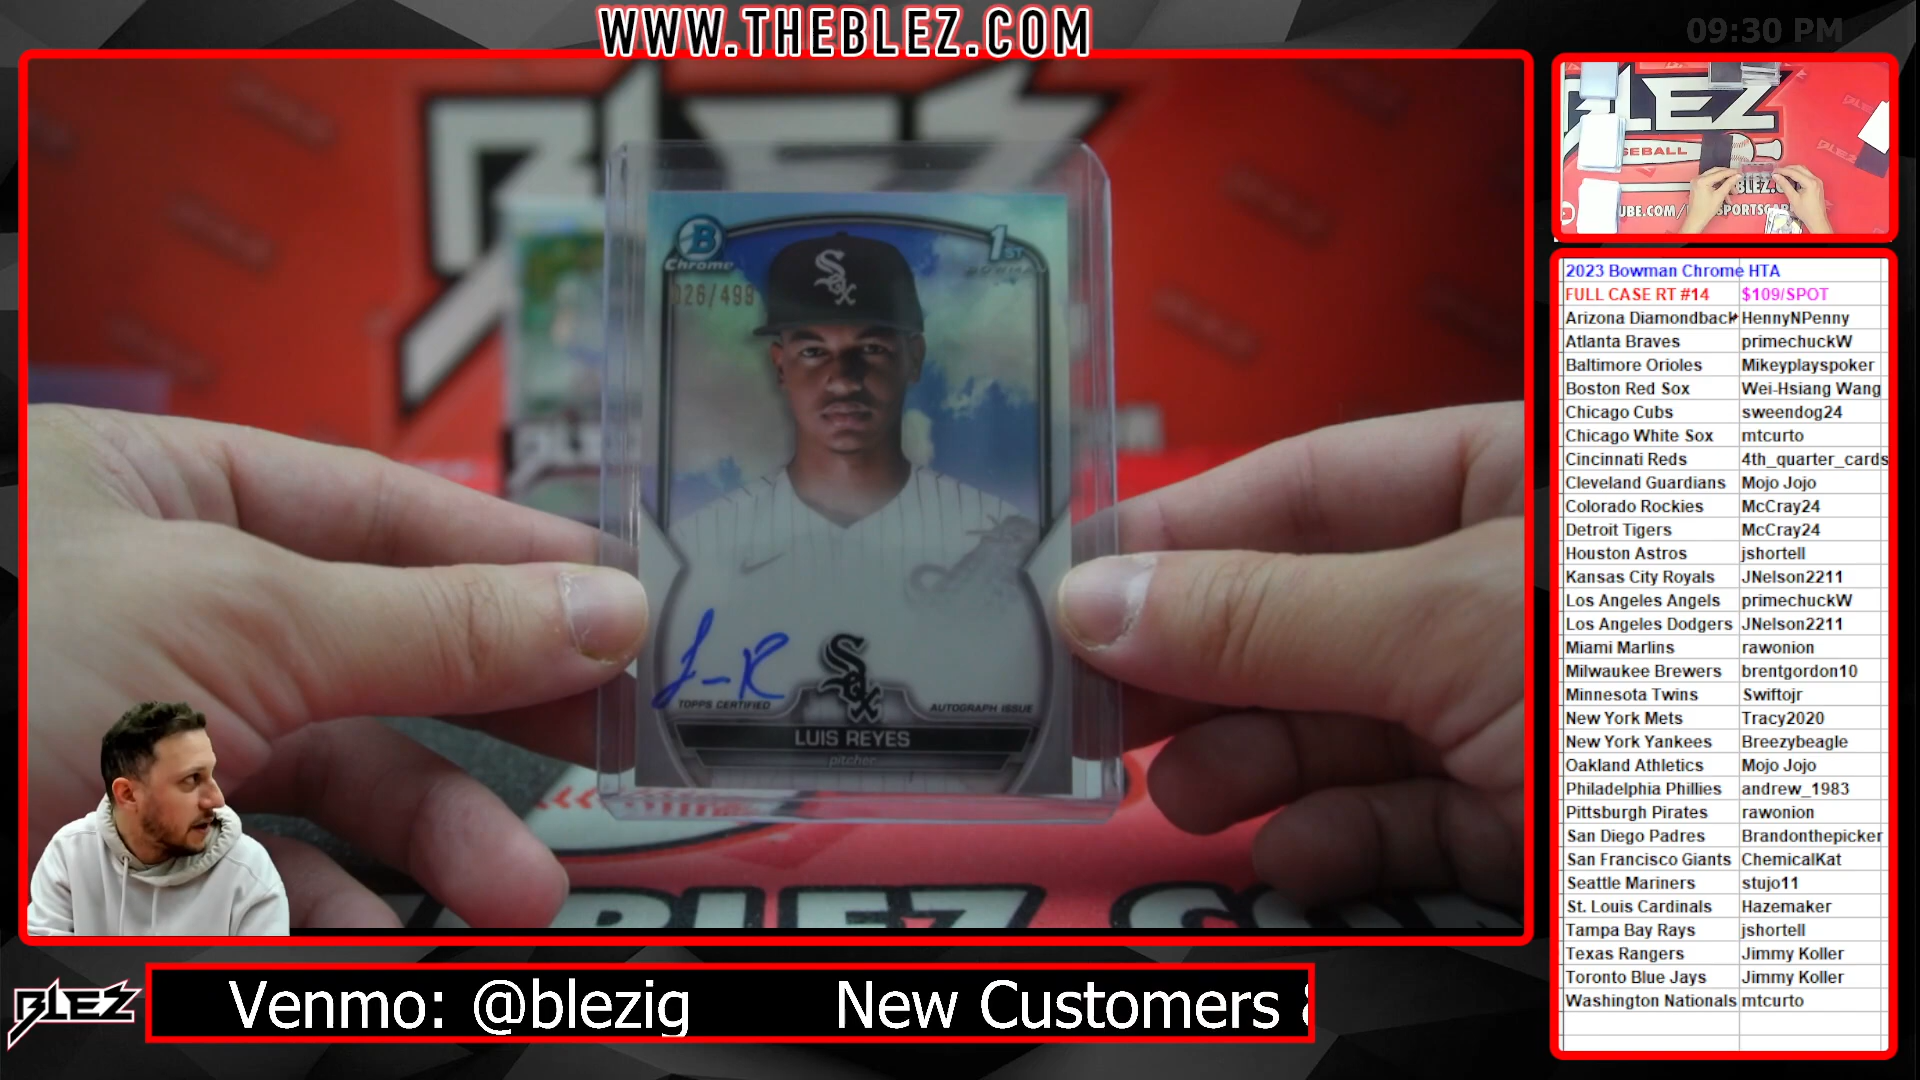 WWW.THEBLEZ.COM
09:30 PM
BLEZ
B
Chrome
1ST
026/499
Sox
TOPPS CERTIFIED
AUTOGRAPH ISSUE
Sox
LUIS REYES
pitcher
BLEZ.COM
BLEZ
BLEZ
2023 Bowman Chrome HTA
FULL CASE RT #14 $109/SPOT
Arizona Diamondback HennyNPenny
Atlanta Braves primechuckW
Baltimore Orioles Mikeyplayspoker
Boston Red Sox Wei-Hsiang Wang
Chicago Cubs sweendog24
Chicago White Sox mtcurto
Cincinnati Reds 4th_quarter_cards
Cleveland Guardians Mojo Jojo
Colorado Rockies McCray24
Detroit Tigers McCray24
Houston Astros jshortell
Kansas City Royals JNelson2211
Los Angeles Angels primechuckW
Los Angeles Dodgers JNelson2211
Miami Marlins rawonion
Milwaukee Brewers brentgordon10
Minnesota Twins Swiftojr
New York Mets Tracy2020
New York Yankees Breezybeagle
Oakland Athletics Mojo Jojo
Philadelphia Phillies andrew_1983
Pittsburgh Pirates rawonion
San Diego Padres Brandonthepicker
San Francisco Giants ChemicalKat
Seattle Mariners stujo11
St. Louis Cardinals Hazemaker
Tampa Bay Rays jshortell
Texas Rangers Jimmy Koller
Toronto Blue Jays Jimmy Koller
Washington Nationals mtcurto
BLEZ
Venmo: @blezig New Customers